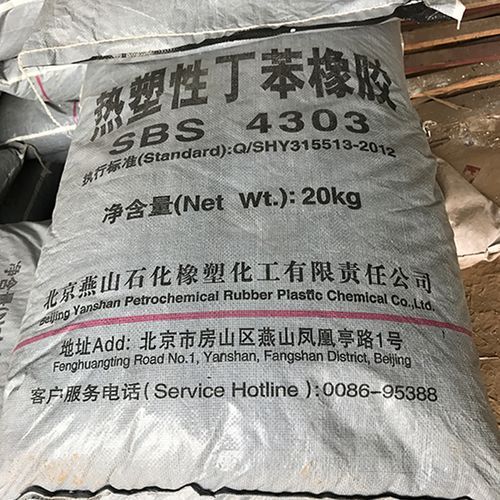 热塑性丁苯橡胶
SBS 4303
执行标准(Standard):Q/SHY315513-2012
净含量(Net Wt.): 20kg
北京燕山石化橡塑化工有限责任公司
Beijing Yanshan Petrochemical Rubber Plastic Chemical Co.,Ltd.
地址Add: 北京市房山区燕山凤凰亭路1号
Fenghuangting Road No.1, Yanshan, Fangshan District, Beijing
客户服务电话(Service Hotline): 0086-95388
净含量(N